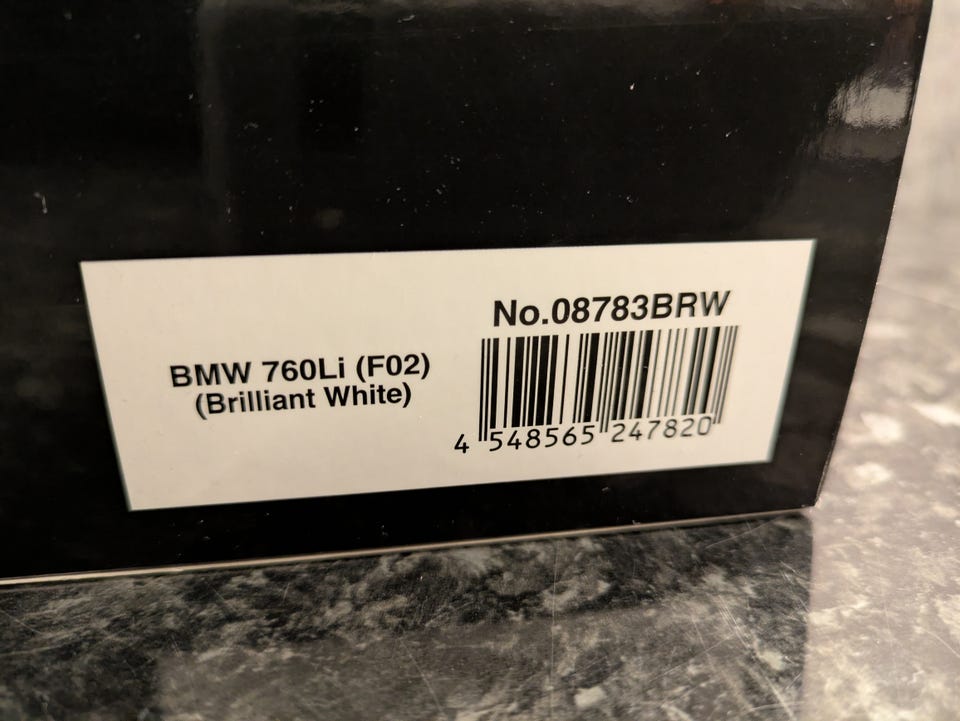 No.08783BRW
BMW 760Li (F02)
(Brilliant White)
4 548565 247820